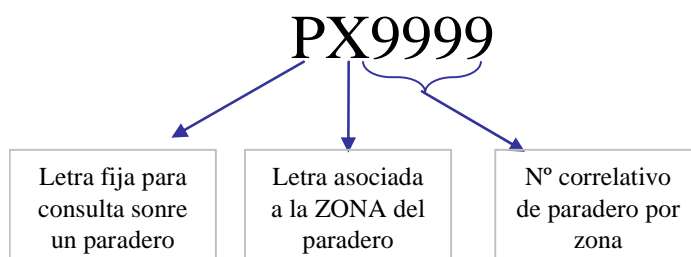 PX9999
Letra fija para
consulta sonre
un paradero
Letra asociada
a la ZONA del
paradero
Nº correlativo
de paradero por
zona